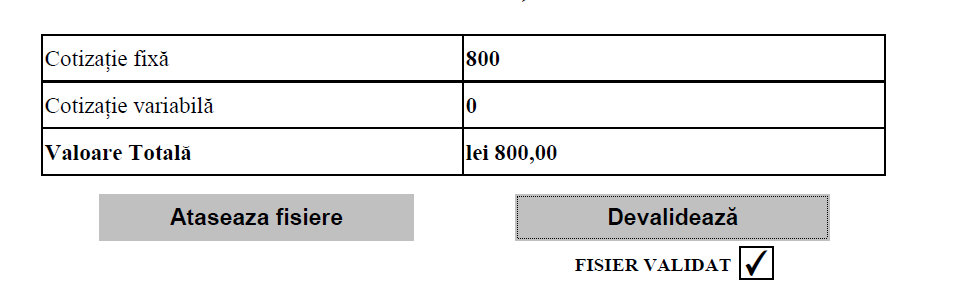 Cotizație fixă 800
Cotizație variabilă 0
Valoare Totală lei 800,00
Ataseaza fisiere Devalidează
FISIER VALIDAT